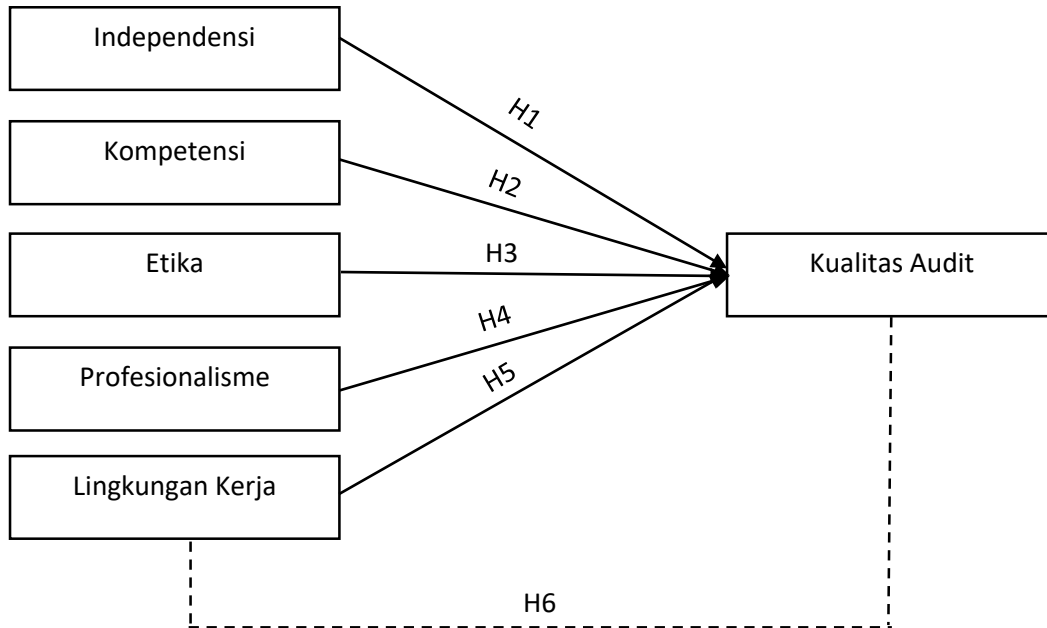 Independensi
H1
Kompetensi
H2
Etika
H3
Kualitas Audit
H4
Profesionalisme
H5
Lingkungan Kerja
H6